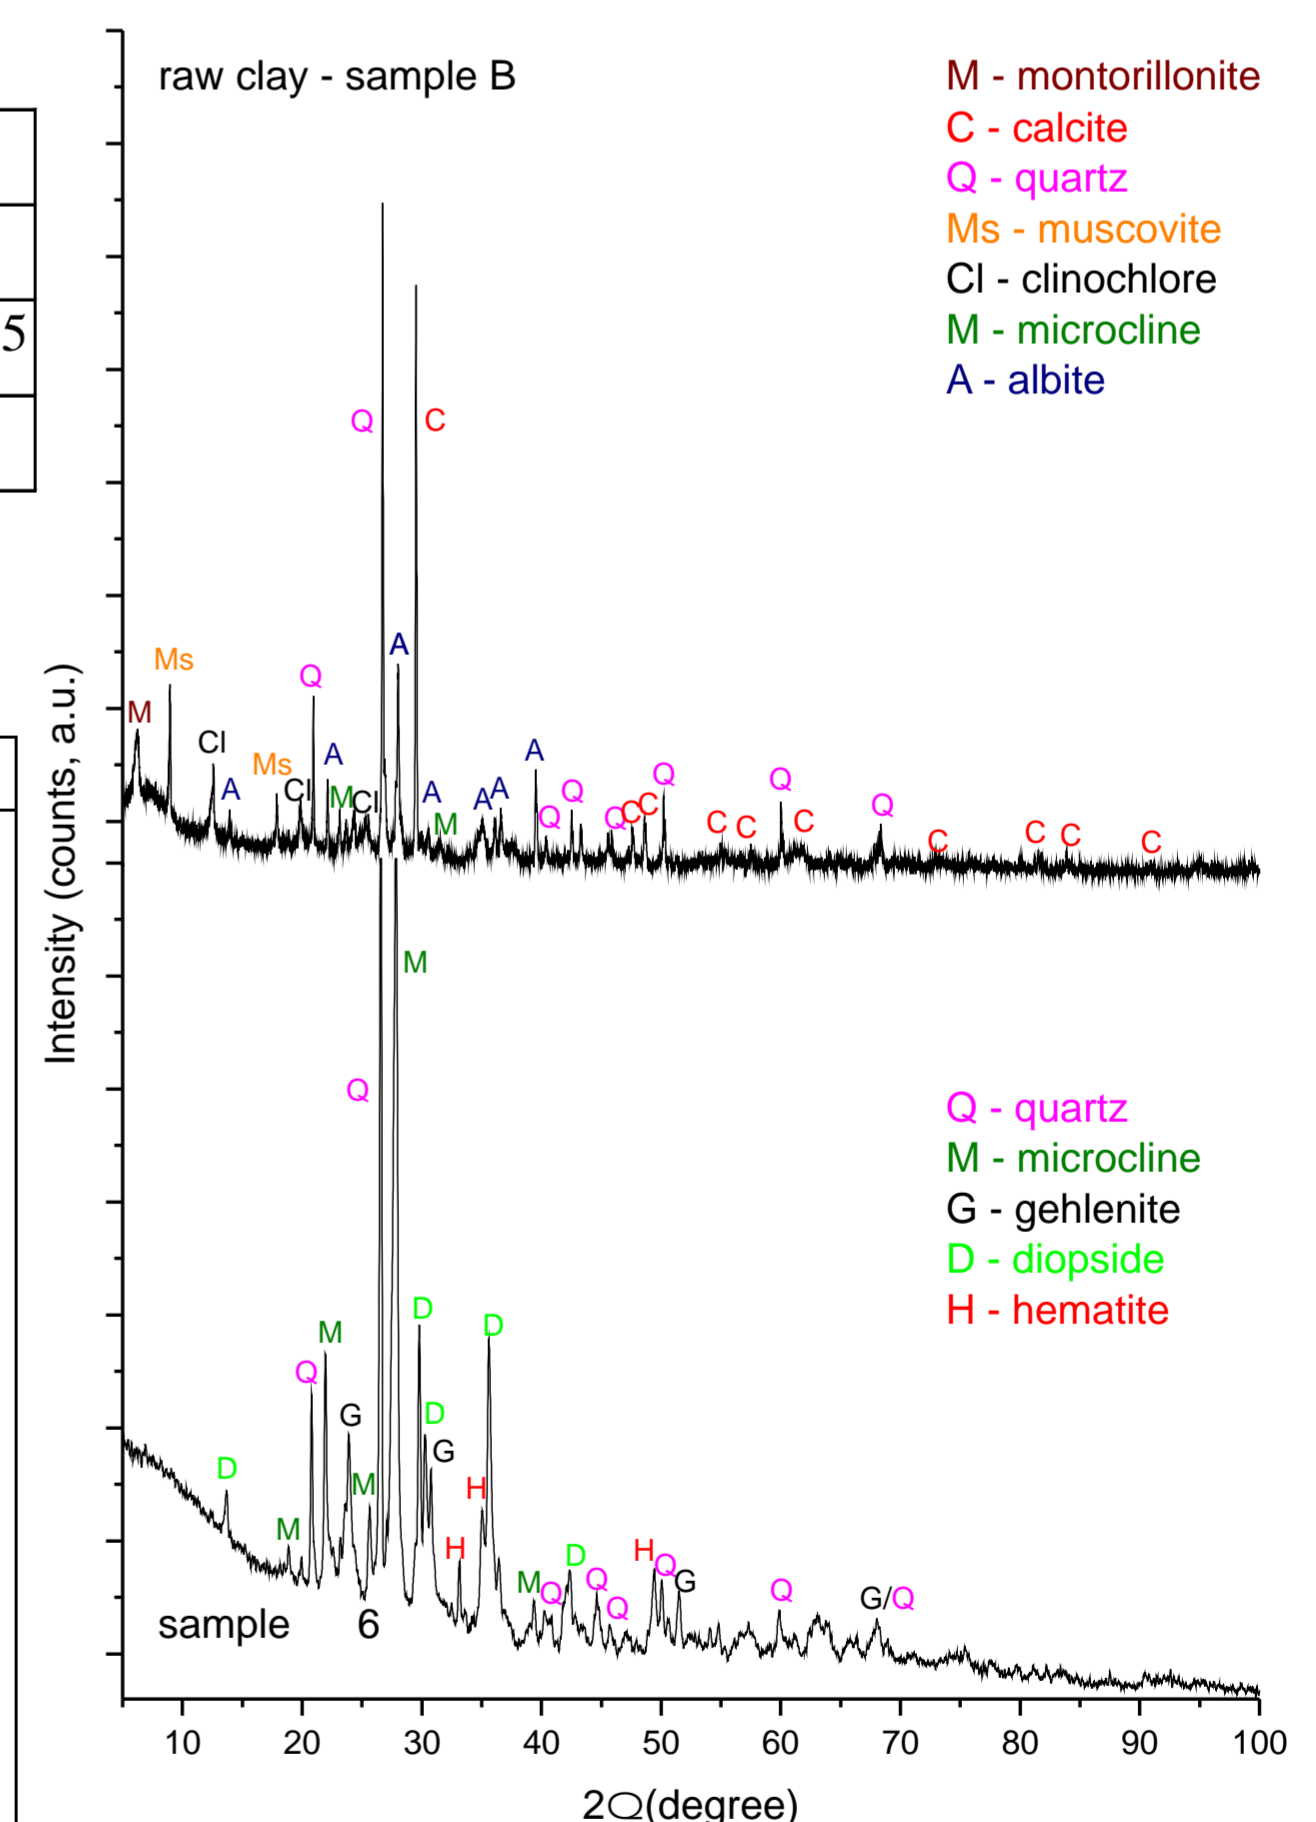 raw clay - sample B
M - montorillonite
C - calcite
Q - quartz
Ms - muscovite
Cl - clinochlore
M - microcline
A - albite
5
Q C
M Ms Cl A Ms Cl Q A M Cl A A M A A A Q Q Q C C Q C C Q C Q C C C C
Intensity (counts, a.u.)
M
Q
Q - quartz
M - microcline
G - gehlenite
D - diopside
H - hematite
D M Q M G M D D G H H D M Q D Q Q H Q G Q G/Q
sample 6
10 20 30 40 50 60 70 80 90 100
2Q(degree)